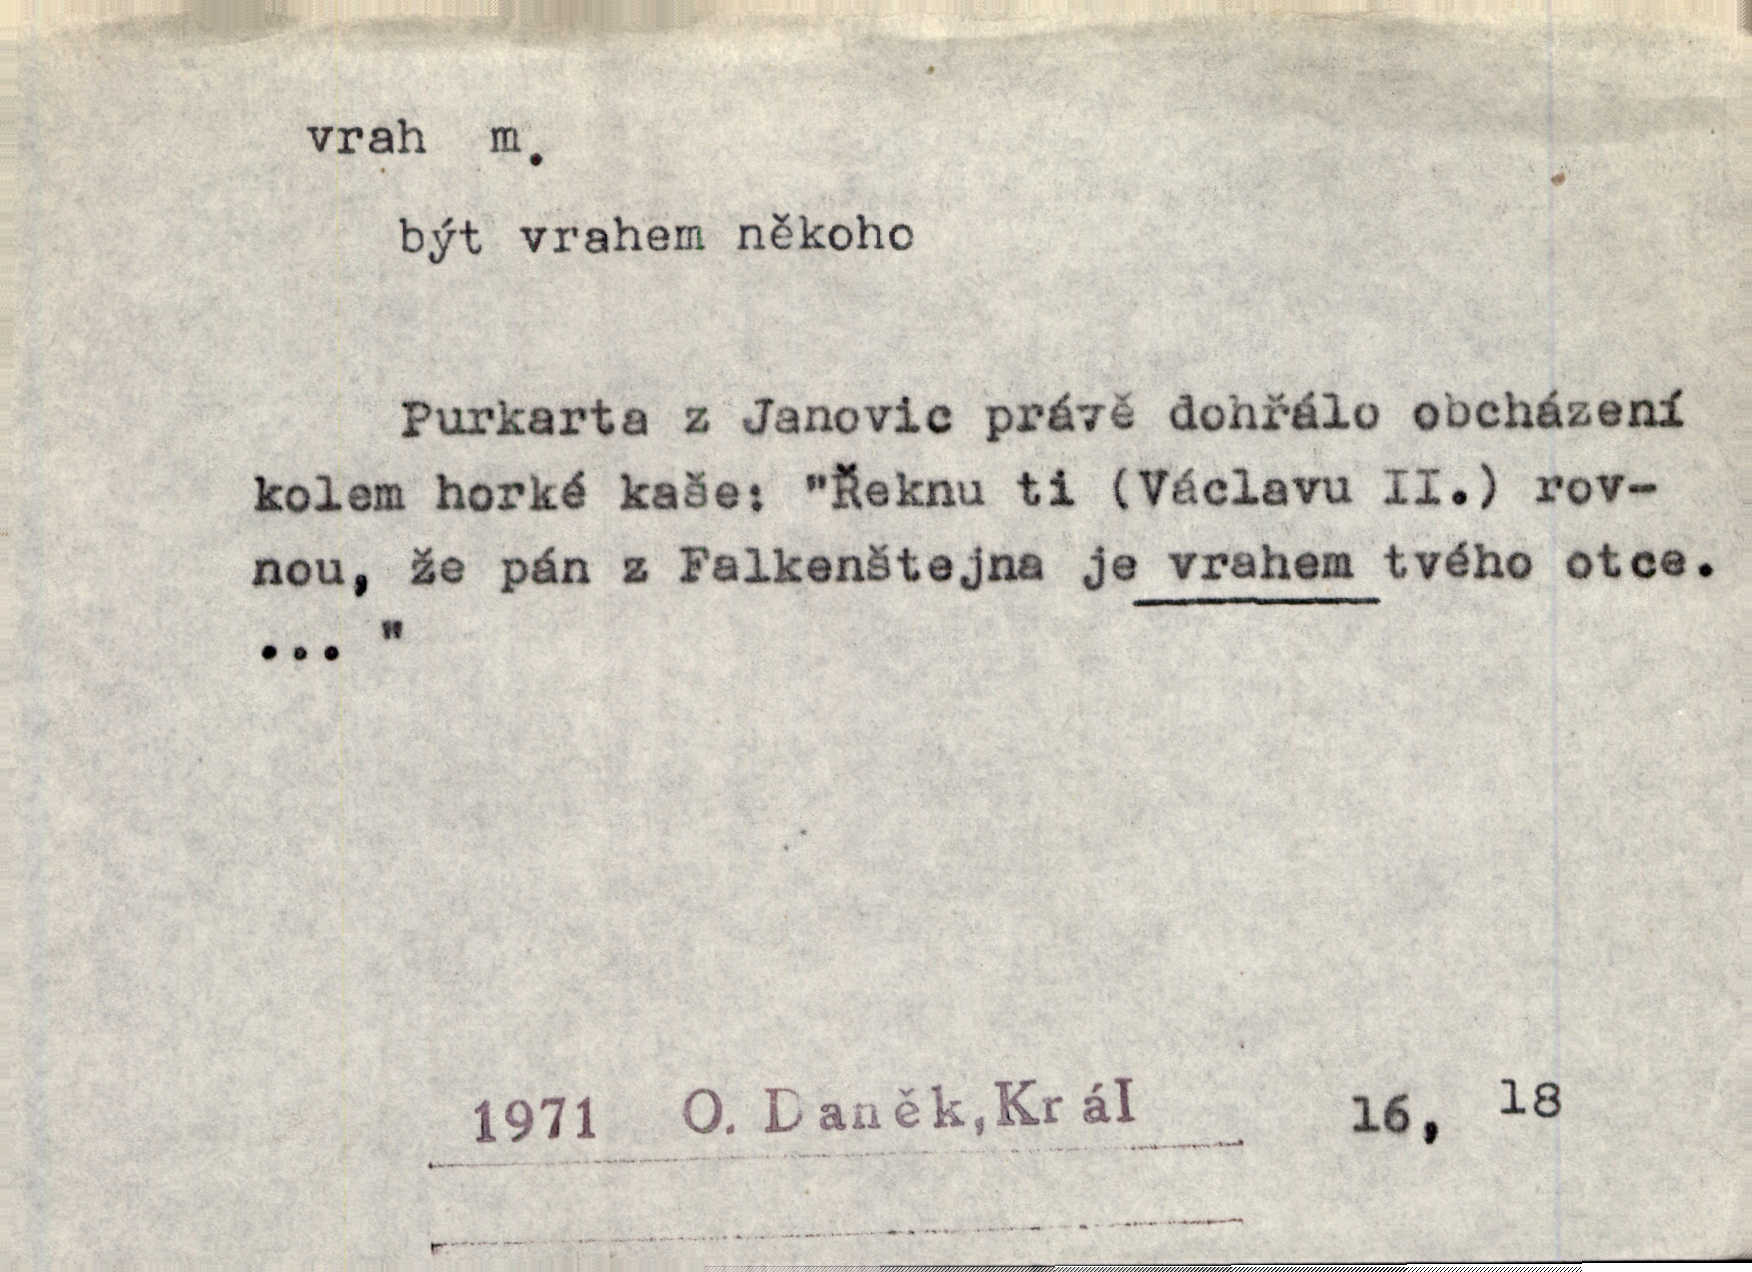 vrah m.
být vrahem někoho
Purkarta z Janovic právě dohřálo obcházení
kolem horké kaše: "Řeknu ti (Václavu II.) rov-
nou, že pán z Falkenštejna je vrahem tvého otce.
... "
1971 O. Daněk, Král 16, 18